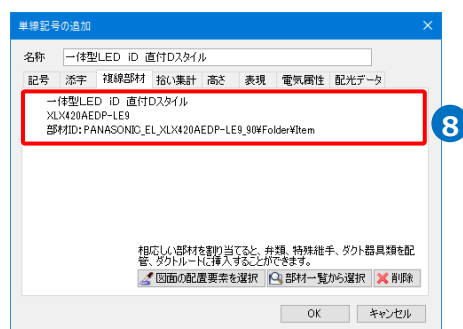 単線記号の追加
名称 一体型LED iD 直付Dスタイル
記号 添字 複線部材 拾い集計 高さ 表現 電気属性 配光データ
一体型LED iD 直付Dスタイル
XLX420AEDP-LE9
部材ID: PANASONIC_EL_XLX420AEDP-LE9_90¥Folder¥Item
8
相応しい部材を割り当てると、弁類、特殊継手、ダクト器具類を配
管、ダクトルートに挿入することができます。
図面の配置要素を選択 部材一覧から選択 削除
OK キャンセル